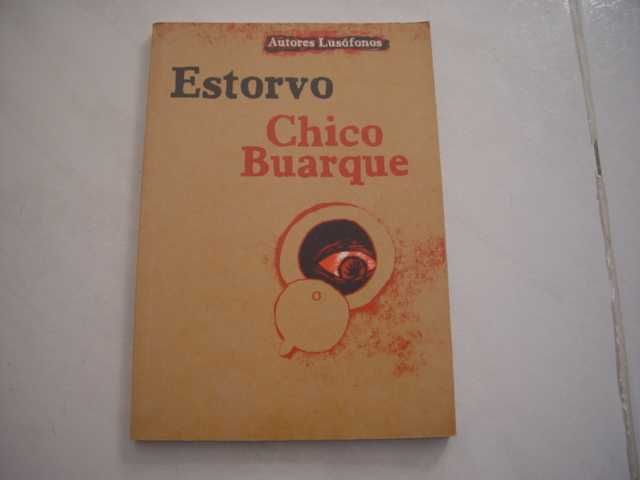 Autores Lusófonos
Estorvo
Chico
Buarque